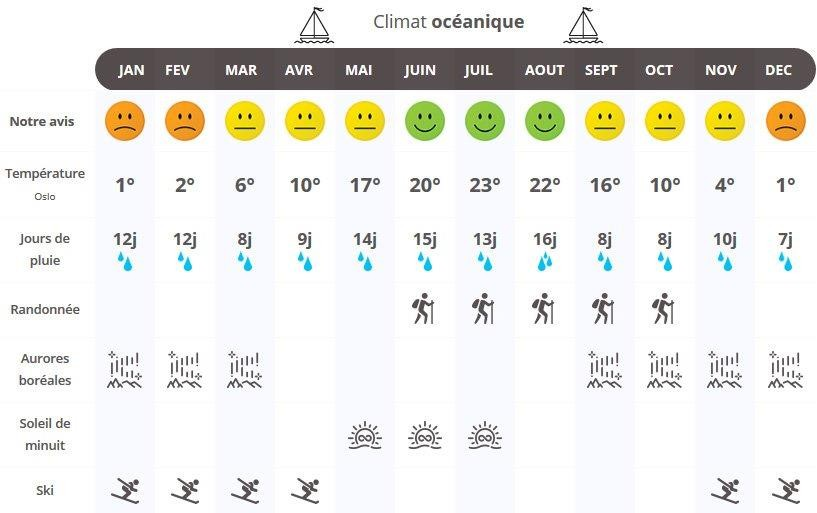 Climat océanique
JAN FEV MAR AVR MAI JUIN JUIL AOUT SEPT OCT NOV DEC
Notre avis
Température
Oslo
1° 2° 6° 10° 17° 20° 23° 22° 16° 10° 4° 1°
Jours de
pluie
12j 12j 8j 9j 14j 15j 13j 16j 8j 8j 10j 7j
Randonnée
Aurores
boréales
Soleil de
minuit
Ski